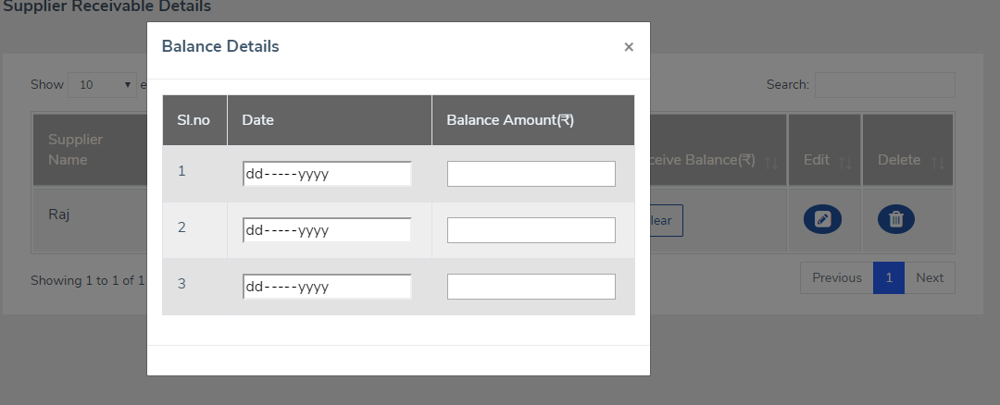 Supplier Receivable Details
Balance Details ×
Show 10 e
Search:
Sl.no Date Balance Amount(₹)
Supplier
Name
ceive Balance(₹) Edit Delete
1 dd-----yyyy
2 dd-----yyyy
3 dd-----yyyy
Raj
lear
Showing 1 to 1 of 1
Previous 1 Next